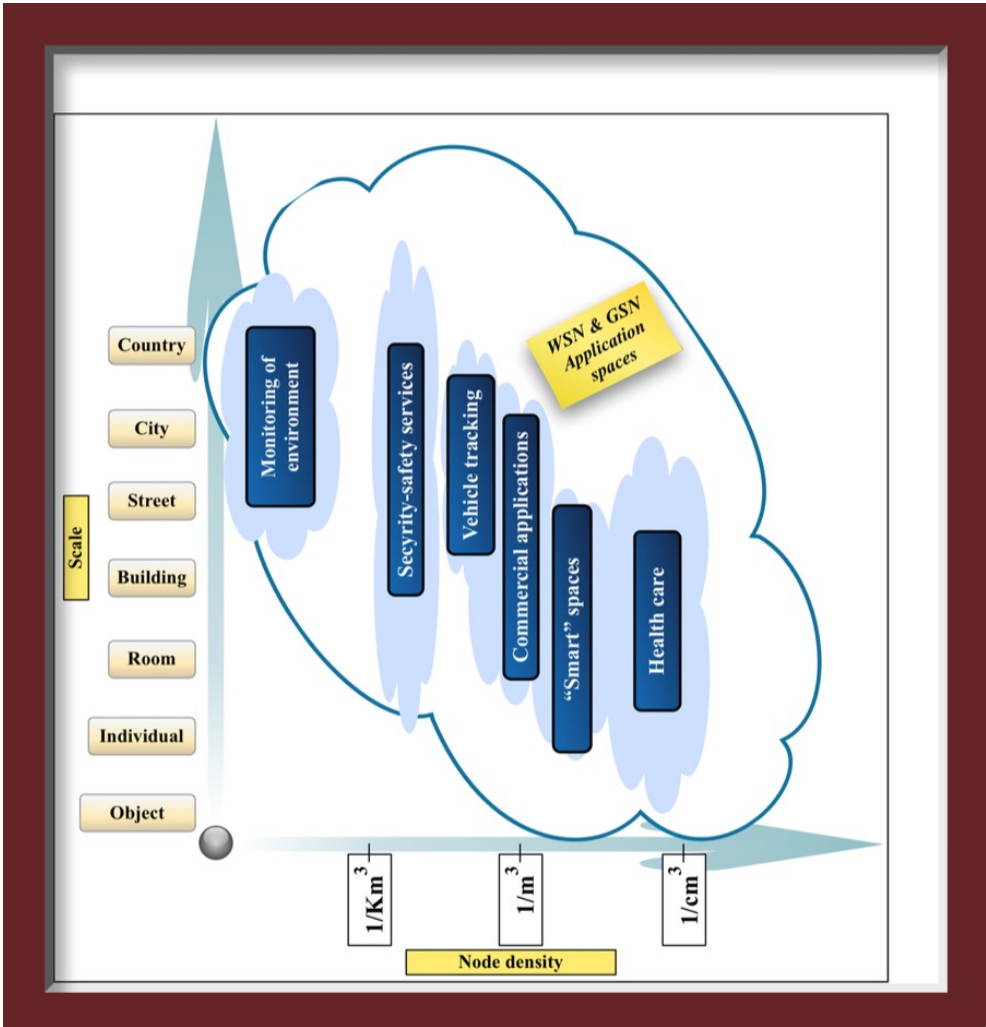 WSN & GSN
Application
spaces
Country
City
Street
Building
Room
Individual
Object
Scale
Monitoring of
environment
Secyrity-safety services
Vehicle tracking
Commercial applications
“Smart” spaces
Health care
1/Km³
1/m³
1/cm³
Node density